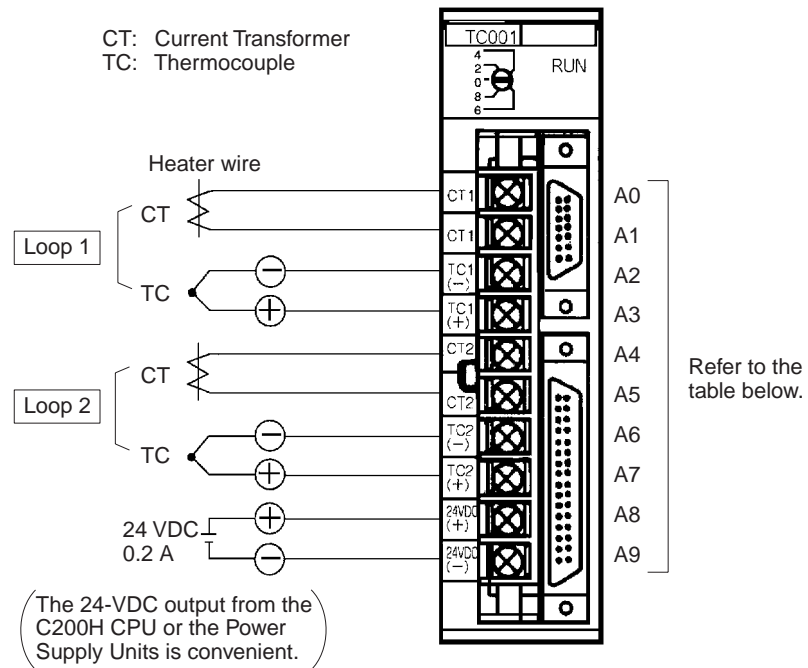 CT: Current Transformer
TC: Thermocouple
TC001
RUN
4
2
0
8
6
Heater wire
CT
Loop 1
TC
CT
Loop 2
TC
24 VDC
0.2 A
(The 24-VDC output from the
C200H CPU or the Power
Supply Units is convenient.)
CT1
CT1
TC1
(−)
TC1
(+)
CT2
CT2
TC2
(−)
TC2
(+)
24VDC
(+)
24VDC
(−)
A0
A1
A2
A3
A4
A5
A6
A7
A8
A9
Refer to the
table below.